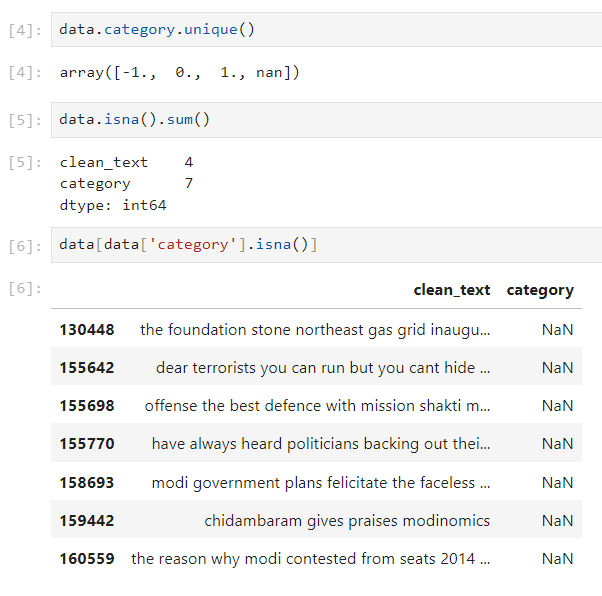 [4]: data.category.unique()
[4]: array([-1., 0., 1., nan])
[5]: data.isna().sum()
[5]: clean_text 4
category 7
dtype: int64
[6]: data[data['category'].isna()]
[6]: clean_text category
130448 the foundation stone northeast gas grid inaugu... NaN
155642 dear terrorists you can run but you cant hide ... NaN
155698 offense the best defence with mission shakti m... NaN
155770 have always heard politicians backing out thei... NaN
158693 modi government plans felicitate the faceless ... NaN
159442 chidambaram gives praises modinomics NaN
160559 the reason why modi contested from seats 2014 ... NaN